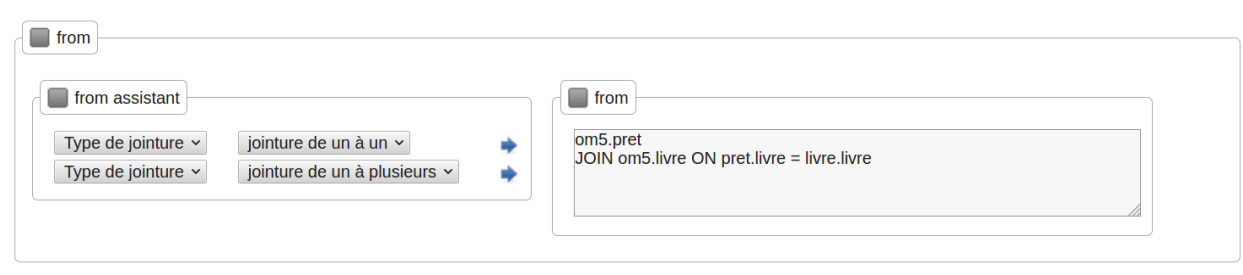 from
from assistant
Type de jointure jointure de un à un
Type de jointure jointure de un à plusieurs
from
om5.pret
JOIN om5.livre ON pret.livre = livre.livre